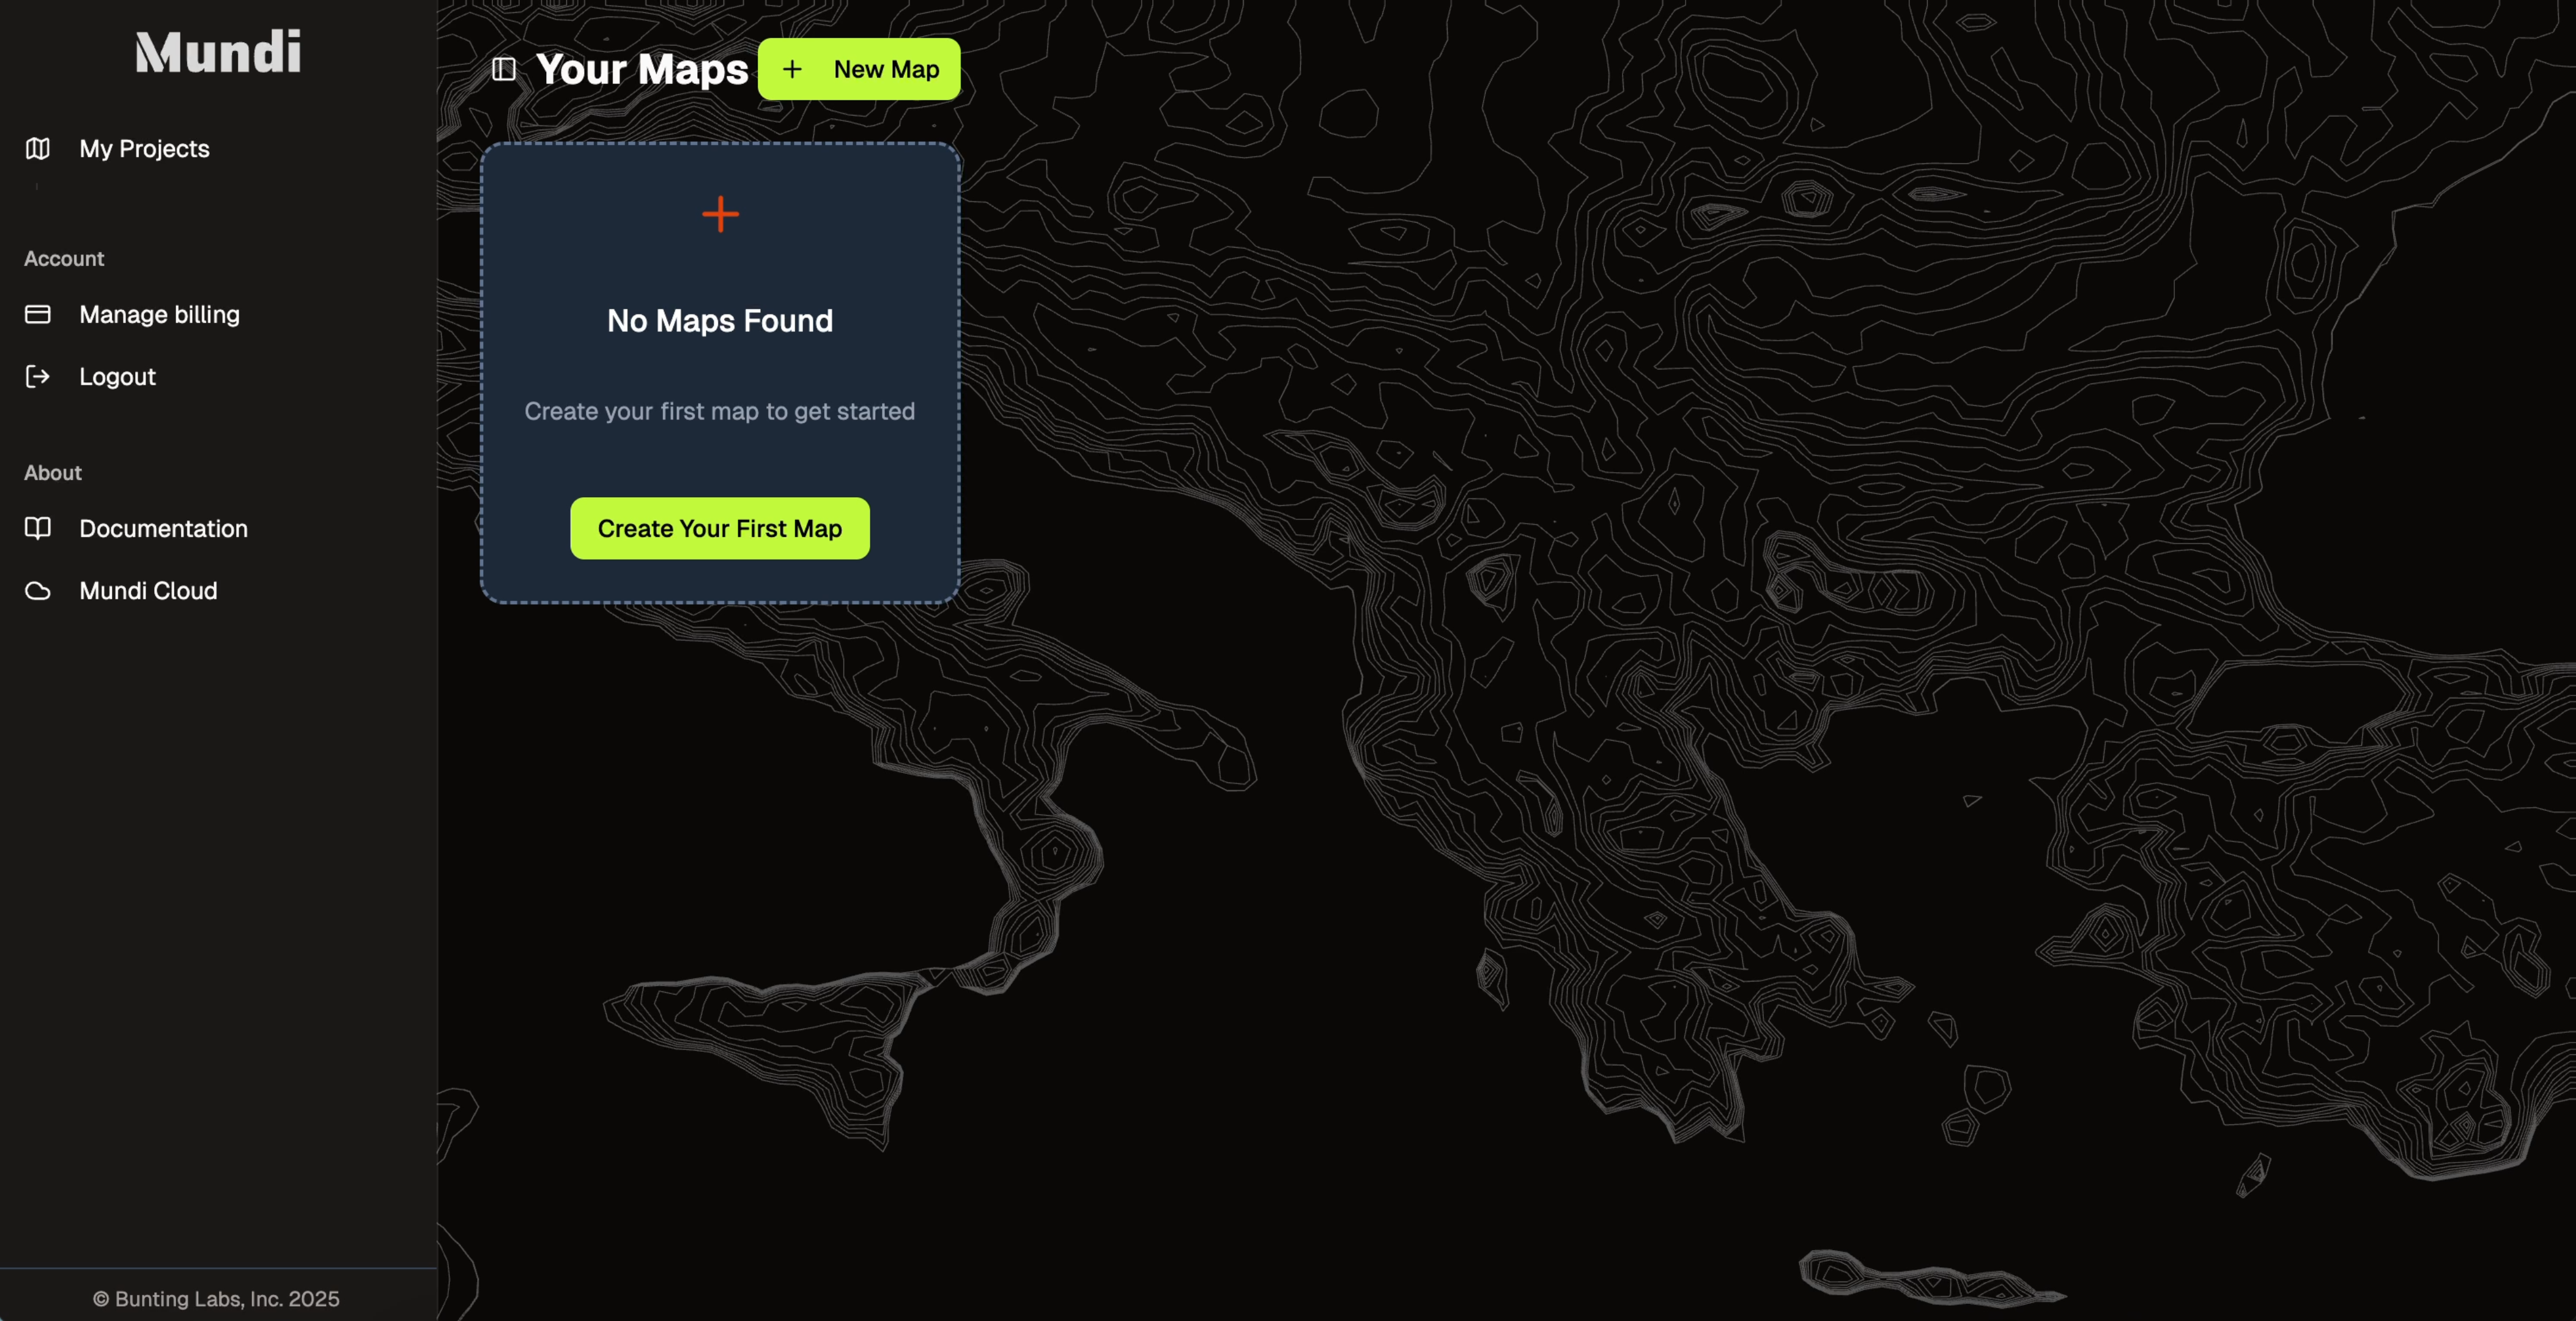 Mundi
My Projects
Account
Manage billing
Logout
About
Documentation
Mundi Cloud
© Bunting Labs, Inc. 2025
Your Maps
New Map
No Maps Found
Create your first map to get started
Create Your First Map